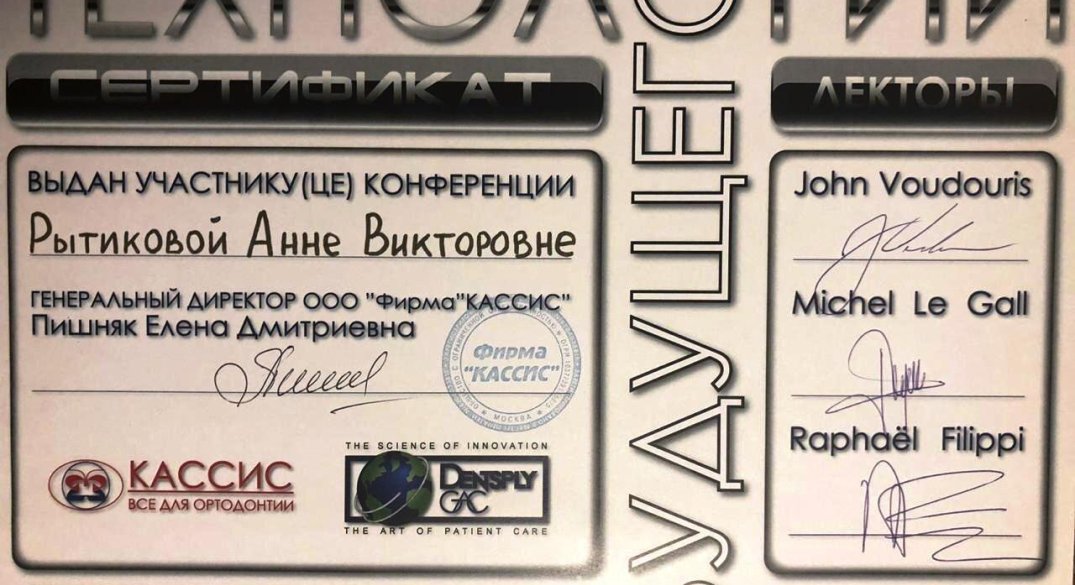 ТЕХНОЛОГИИ
БУДУЩЕГО
СЕРТИФИКАТ
ВЫДАН УЧАСТНИКУ(ЦЕ) КОНФЕРЕНЦИИ
Рытиковой Анне Викторовне
ГЕНЕРАЛЬНЫЙ ДИРЕКТОР ООО "Фирма"КАССИС"
Пишняк Елена Дмитриевна
Фирма
"КАССИС"
МОСКВА
КАССИС
ВСЕ ДЛЯ ОРТОДОНТИИ
THE SCIENCE OF INNOVATION
DENTSPLY
GAC
THE ART OF PATIENT CARE
ЛЕКТОРЫ
John Voudouris
Michel Le Gall
Raphaël Filippi